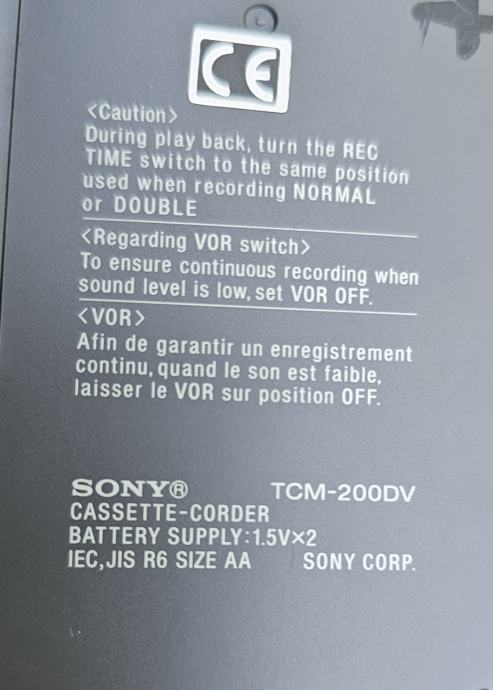 CE
<Caution>
During play back, turn the REC
TIME switch to the same position
used when recording NORMAL
or DOUBLE
<Regarding VOR switch>
To ensure continuous recording when
sound level is low, set VOR OFF.
<VOR>
Afin de garantir un enregistrement
continu, quand le son est faible,
laisser le VOR sur position OFF.
SONY® TCM-200DV
CASSETTE-CORDER
BATTERY SUPPLY:1.5V×2
IEC,JIS R6 SIZE AA SONY CORP.